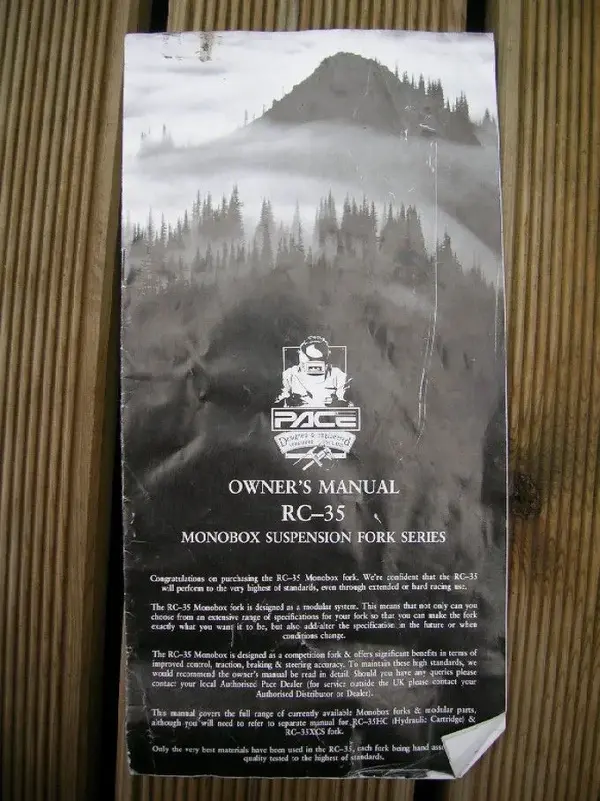 PACE
Designed & Engineered
OWNER'S MANUAL
RC–35
MONOBOX SUSPENSION FORK SERIES
Congratulations on purchasing the RC–35 Monobox fork. We're confident that the RC–35
will perform to the very highest of standards, even through extended or hard racing use.
The RC–35 Monobox fork is designed as a modular system. This means that not only can you
choose from an extensive range of specifications for your fork so that you can make the fork
exactly what you want it to be, but also add/alter the specification in the future or when
conditions change.
The RC–35 Monobox is designed as a competition fork & offers significant benefits in terms of
improved control, traction, braking & steering accuracy. To maintain these high standards, we
would recommend the owner's manual be read in detail. Should you have any queries please
contact your local Authorised Pace Dealer (for service outside the UK please contact your
Authorised Distributor or Dealer).
This manual covers the full range of currently available Monobox forks & modular parts,
although you will need to refer to separate manual for RC–35HC (Hydraulic Cartridge) &
RC–35XCS fork.
Only the very best materials have been used in the RC–35, each fork being hand
quality tested to the highest of standards.